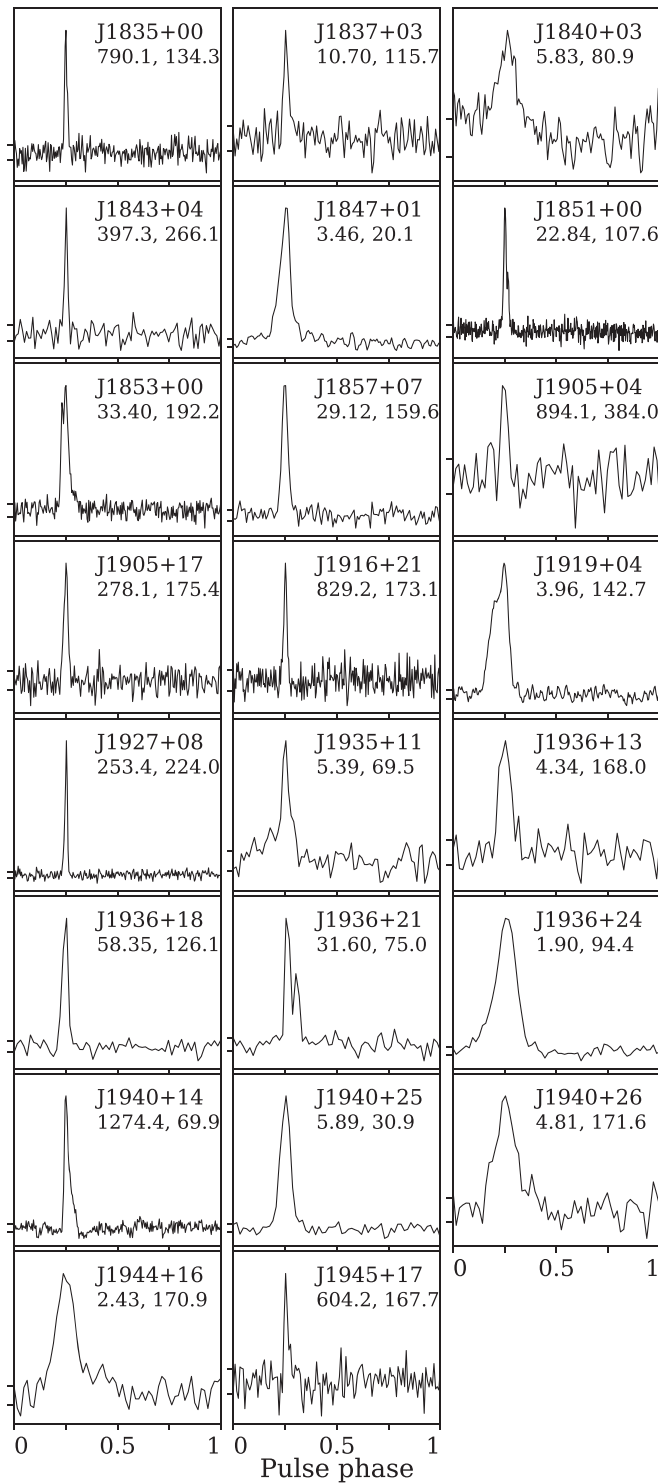 J1835+00
790.1, 134.3
J1837+03
10.70, 115.7
J1840+03
5.83, 80.9
J1843+04
397.3, 266.1
J1847+01
3.46, 20.1
J1851+00
22.84, 107.6
J1853+00
33.40, 192.2
J1857+07
29.12, 159.6
J1905+04
894.1, 384.0
J1905+17
278.1, 175.4
J1916+21
829.2, 173.1
J1919+04
3.96, 142.7
J1927+08
253.4, 224.0
J1935+11
5.39, 69.5
J1936+13
4.34, 168.0
J1936+18
58.35, 126.1
J1936+21
31.60, 75.0
J1936+24
1.90, 94.4
J1940+14
1274.4, 69.9
J1940+25
5.89, 30.9
J1940+26
4.81, 171.6
0 0.5 1
J1944+16
2.43, 170.9
J1945+17
604.2, 167.7
0 0.5 1 0 0.5 1
Pulse phase